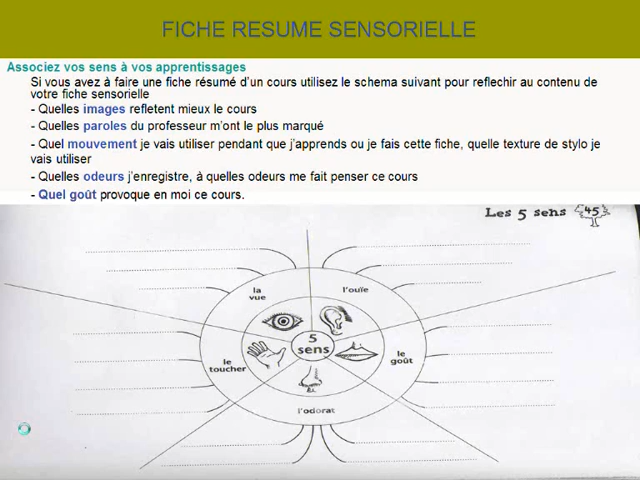 FICHE RESUME SENSORIELLE
Associez vos sens à vos apprentissages
Si vous avez à faire une fiche résumé d'un cours utilisez le schema suivant pour reflechir au contenu de
votre fiche sensorielle
- Quelles images refletent mieux le cours
- Quelles paroles du professeur m'ont le plus marqué
- Quel mouvement je vais utiliser pendant que j'apprends ou je fais cette fiche, quelle texture de stylo je
vais utiliser
- Quelles odeurs j'enregistre, à quelles odeurs me fait penser ce cours
- Quel goût provoque en moi ce cours.
Les 5 sens 45
la
vue
l'ouïe
5
sens
le
toucher
le
goût
l'odorat